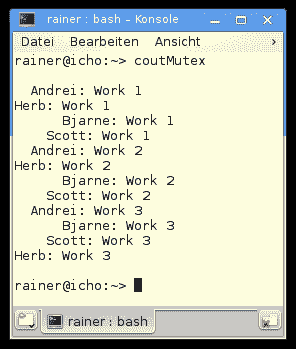 rainer : bash – Konsole
Datei Bearbeiten Ansicht
rainer@icho:~> coutMutex
Andrei: Work 1
Herb: Work 1
Bjarne: Work 1
Scott: Work 1
Andrei: Work 2
Herb: Work 2
Bjarne: Work 2
Scott: Work 2
Andrei: Work 3
Bjarne: Work 3
Scott: Work 3
Herb: Work 3
rainer@icho:~>
rainer : bash